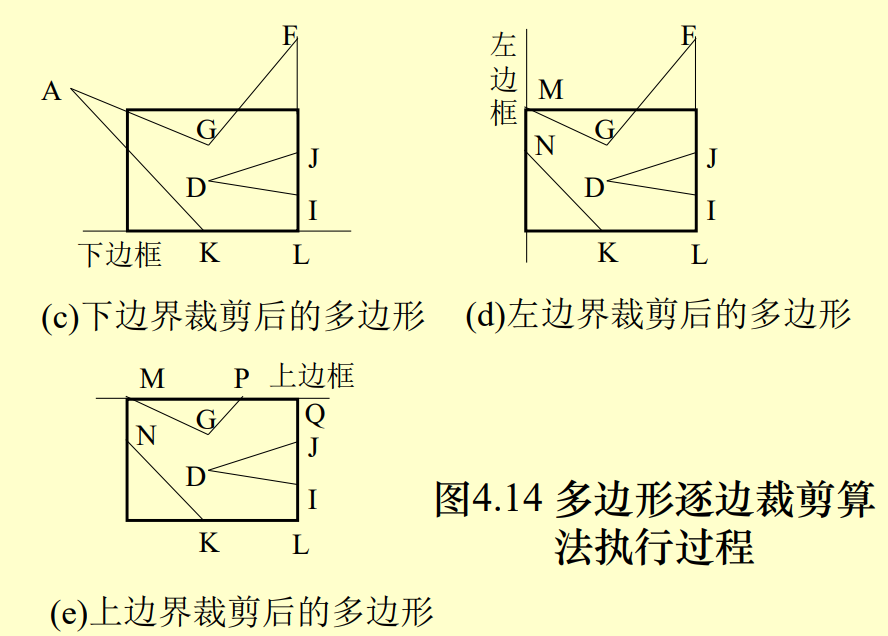 F
A
G
J
D
I
下边框
K
L
(c)下边界裁剪后的多边形
左边框
F
M
G
N
J
D
I
K
L
(d)左边界裁剪后的多边形
M
P
上边框
G
Q
N
J
D
I
K
L
(e)上边界裁剪后的多边形
图4.14 多边形逐边裁剪算
法执行过程